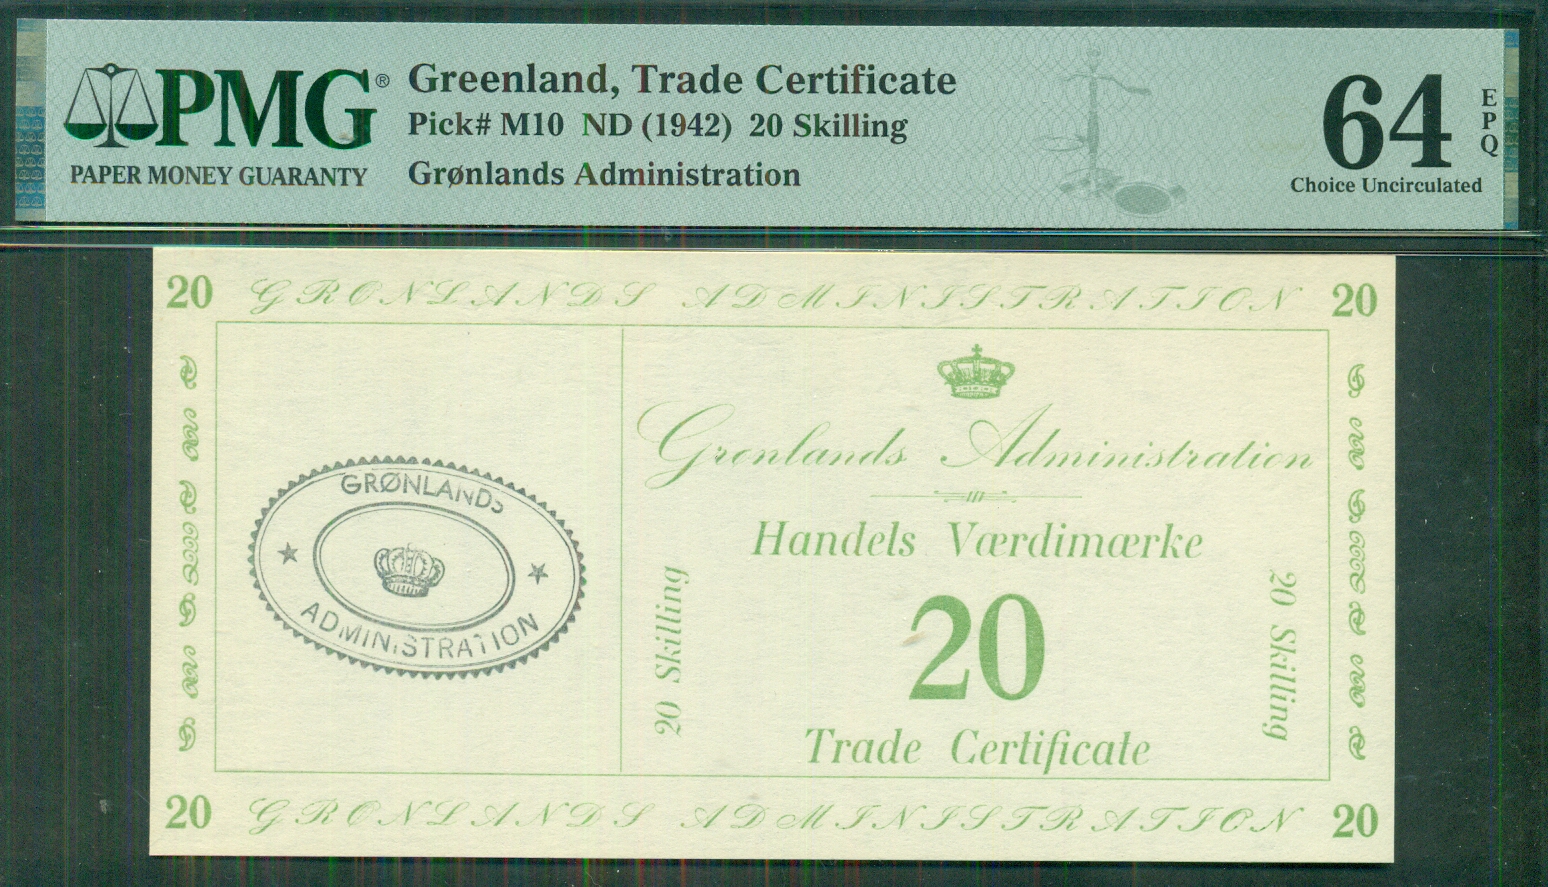 PMG®
PAPER MONEY GUARANTY
Greenland, Trade Certificate
Pick# M10 ND (1942) 20 Skilling
Grønlands Administration
64
EPQ
Choice Uncirculated
20 GRØNLANDS ADMINISTRATION 20
GRØNLANDS
ADMINISTRATION
Grønlands Administration
Handels Værdimærke
20 Skilling
20
20 Skilling
Trade Certificate
20 GRØNLANDS ADMINISTRATION 20